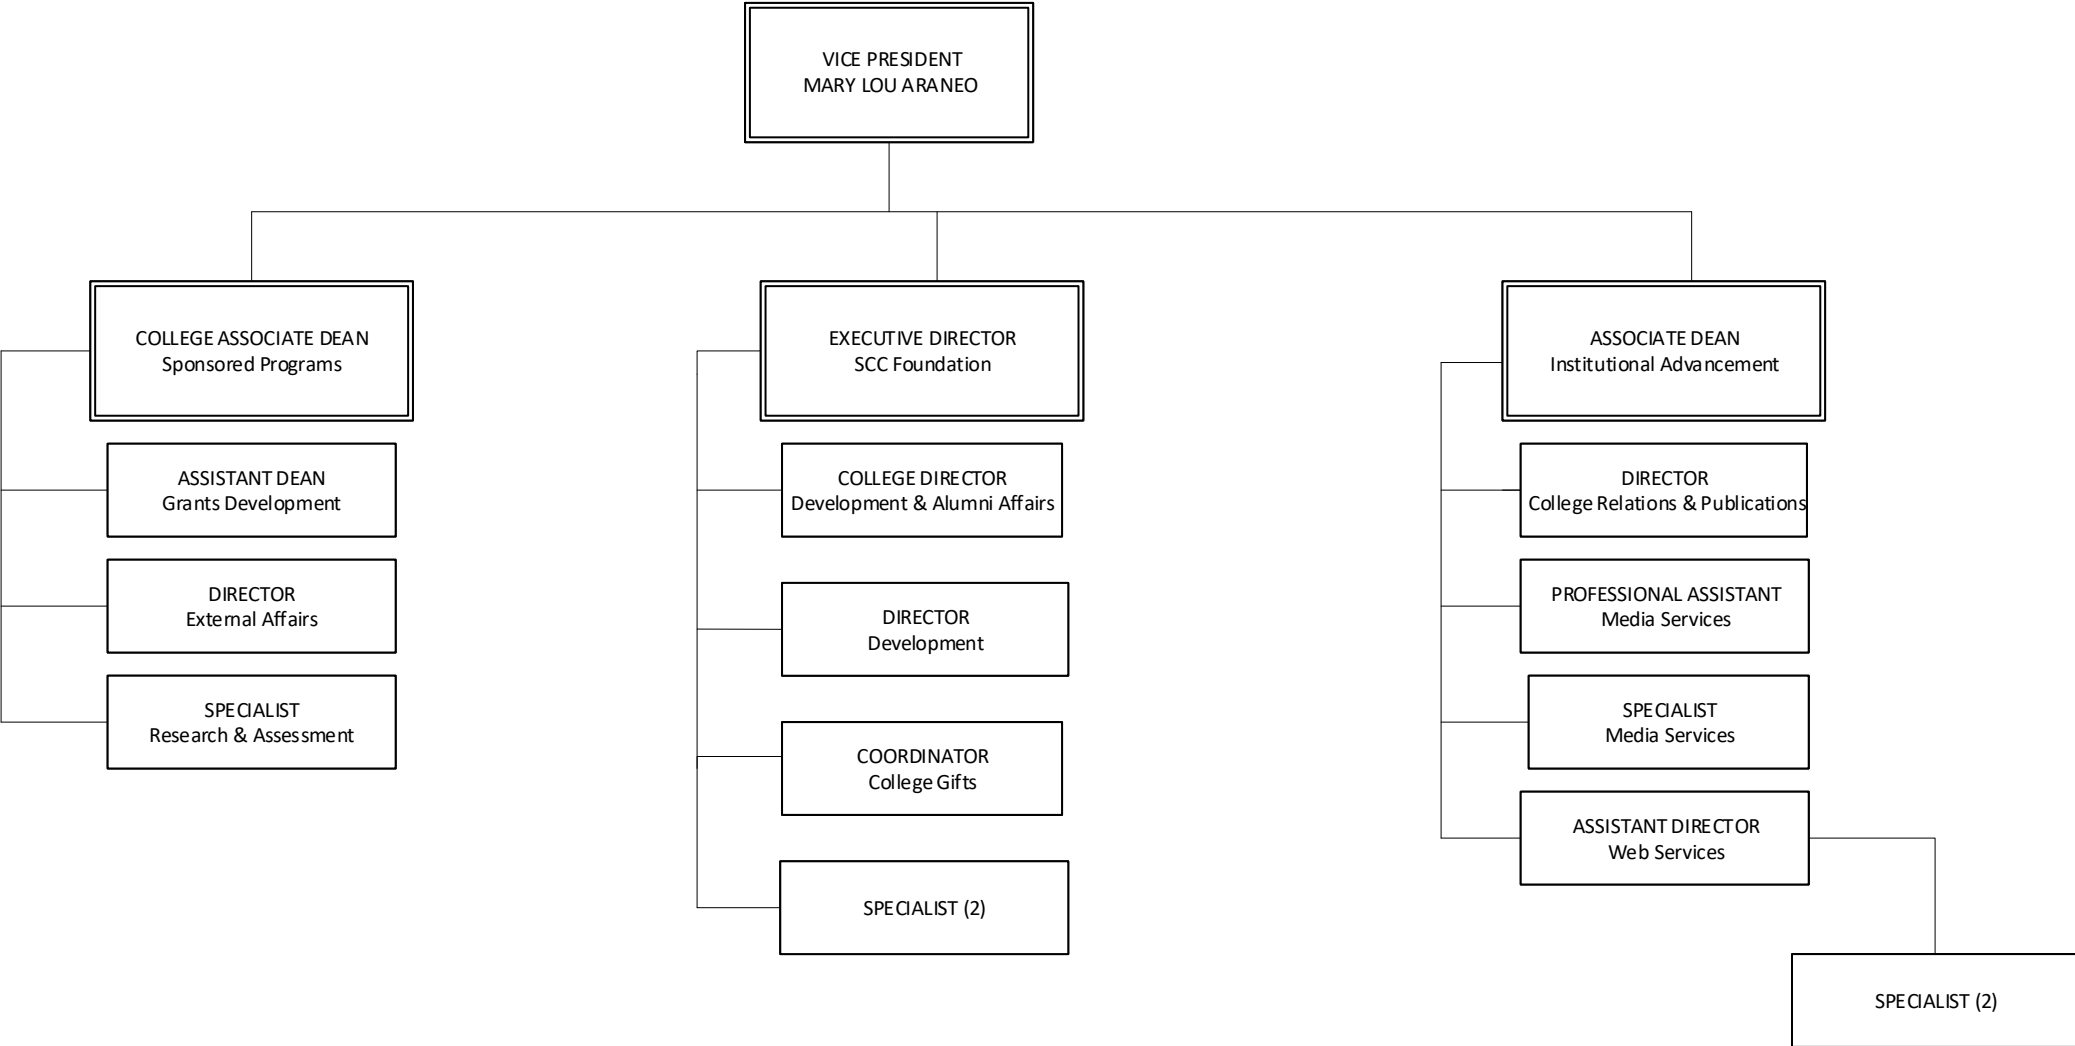 VICE PRESIDENT
MARY LOU ARANEO
COLLEGE ASSOCIATE DEAN
Sponsored Programs
ASSISTANT DEAN
Grants Development
DIRECTOR
External Affairs
SPECIALIST
Research & Assessment
EXECUTIVE DIRECTOR
SCC Foundation
COLLEGE DIRECTOR
Development & Alumni Affairs
DIRECTOR
Development
COORDINATOR
College Gifts
SPECIALIST (2)
ASSOCIATE DEAN
Institutional Advancement
DIRECTOR
College Relations & Publications
PROFESSIONAL ASSISTANT
Media Services
SPECIALIST
Media Services
ASSISTANT DIRECTOR
Web Services
SPECIALIST (2)